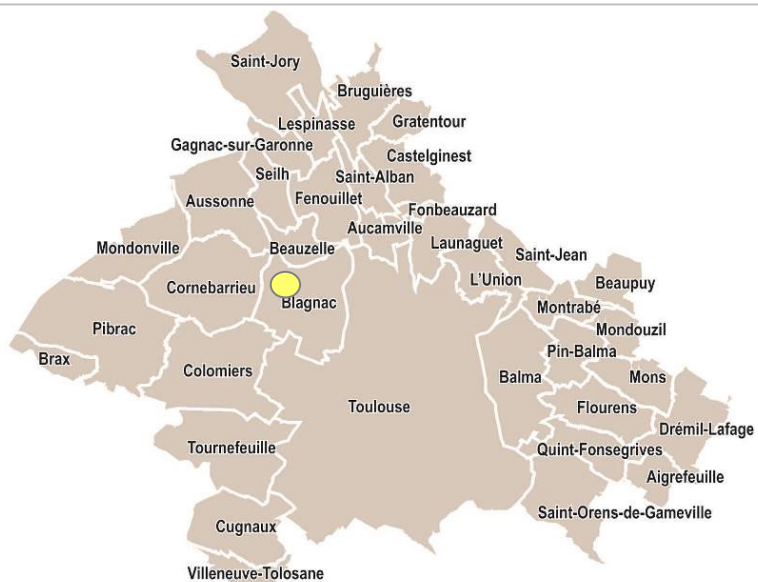 Saint-Jory
Bruguières
Lespinasse
Gratentour
Gagnac-sur-Garonne
Castelginest
Seilh
Saint-Alban
Aussonne
Fenouillet
Fonbeauzard
Aucamville
Mondonville
Beauzelle
Launaguet
Saint-Jean
Cornebarrieu
L'Union
Beaupuy
Blagnac
Montrabé
Pibrac
Mondouzil
Brax
Pin-Balma
Colomiers
Balma
Mons
Toulouse
Flourens
Drémil-Lafage
Tournefeuille
Quint-Fonsegrives
Aigrefeuille
Saint-Orens-de-Gameville
Cugnaux
Villeneuve-Tolosane